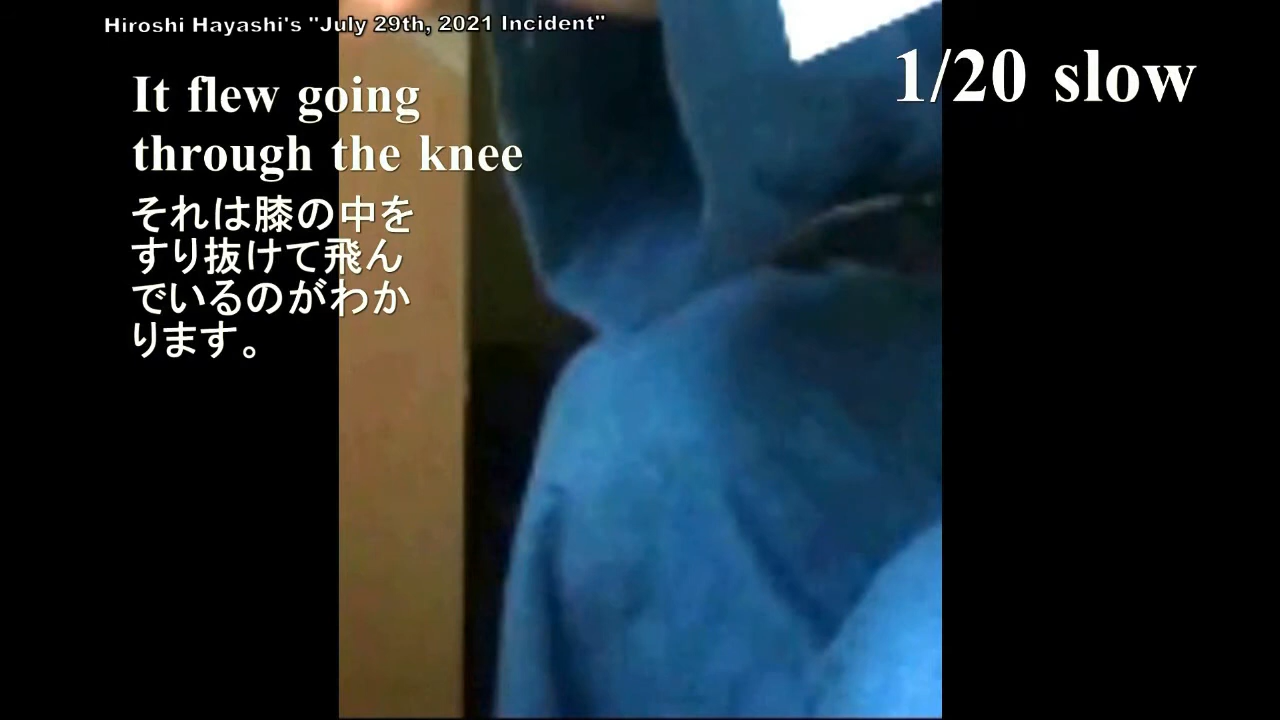 Hiroshi Hayashi's "July 29th, 2021 Incident"
1/20 slow
It flew going
through the knee
それは膝の中を
すり抜けて飛ん
でいるのがわか
ります。